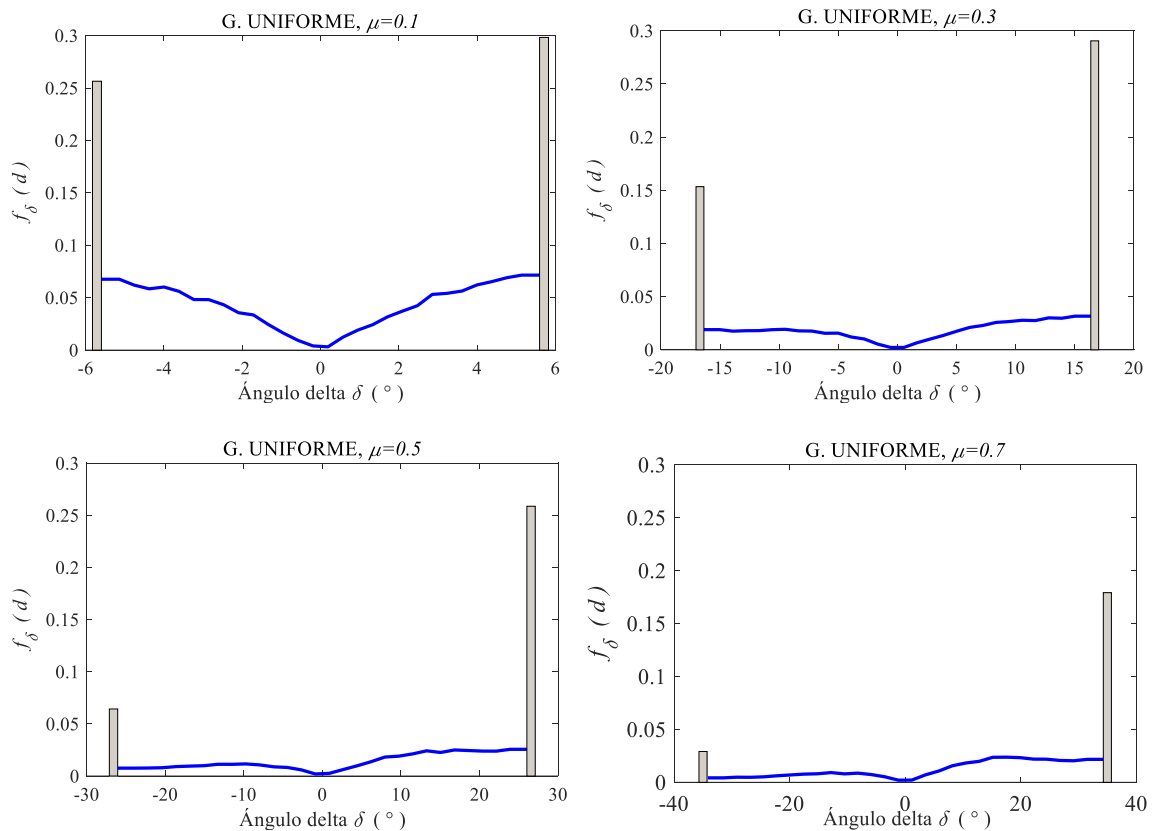 G. UNIFORME, μ=0.1
0.3
0.25
0.2
0.15
0.1
0.05
0
f_δ (d)
-6 -4 -2 0 2 4 6
Ángulo delta δ (°)
G. UNIFORME, μ=0.3
0.3
0.25
0.2
0.15
0.1
0.05
0
f_δ (d)
-20 -15 -10 -5 0 5 10 15 20
Ángulo delta δ (°)
G. UNIFORME, μ=0.5
0.3
0.25
0.2
0.15
0.1
0.05
0
f_δ (d)
-30 -20 -10 0 10 20 30
Ángulo delta δ (°)
G. UNIFORME, μ=0.7
0.3
0.25
0.2
0.15
0.1
0.05
0
f_δ (d)
-40 -20 0 20 40
Ángulo delta δ (°)